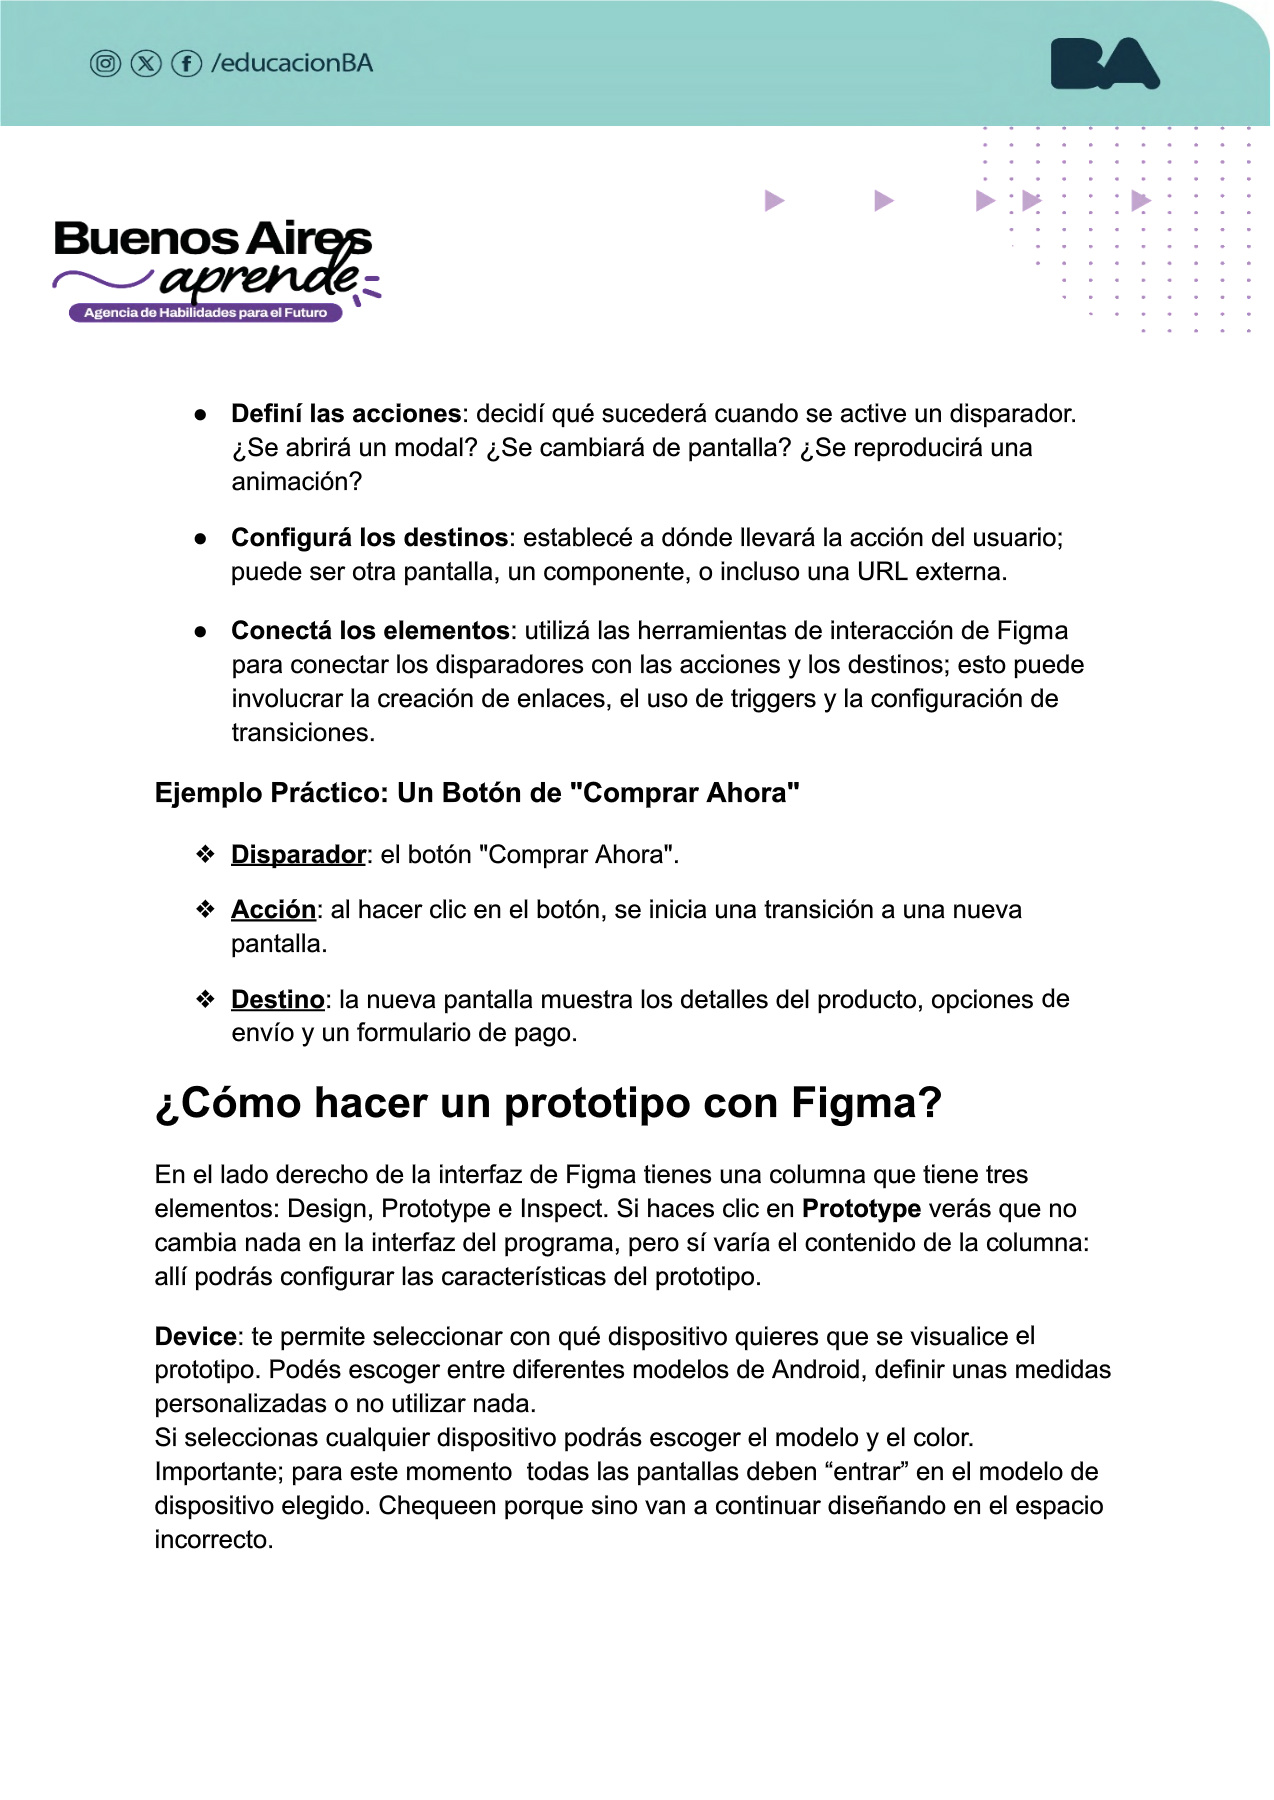 /educacionBA
BA
Buenos Aires
aprende
Agencia de Habilidades para el Futuro
● Definí las acciones: decidí qué sucederá cuando se active un disparador.
¿Se abrirá un modal? ¿Se cambiará de pantalla? ¿Se reproducirá una
animación?
● Configurá los destinos: establecé a dónde llevará la acción del usuario;
puede ser otra pantalla, un componente, o incluso una URL externa.
● Conectá los elementos: utilizá las herramientas de interacción de Figma
para conectar los disparadores con las acciones y los destinos; esto puede
involucrar la creación de enlaces, el uso de triggers y la configuración de
transiciones.
Ejemplo Práctico: Un Botón de "Comprar Ahora"
❖ Disparador: el botón "Comprar Ahora".
❖ Acción: al hacer clic en el botón, se inicia una transición a una nueva
pantalla.
❖ Destino: la nueva pantalla muestra los detalles del producto, opciones de
envío y un formulario de pago.
¿Cómo hacer un prototipo con Figma?
En el lado derecho de la interfaz de Figma tienes una columna que tiene tres
elementos: Design, Prototype e Inspect. Si haces clic en Prototype verás que no
cambia nada en la interfaz del programa, pero sí varía el contenido de la columna:
allí podrás configurar las características del prototipo.
Device: te permite seleccionar con qué dispositivo quieres que se visualice el
prototipo. Podés escoger entre diferentes modelos de Android, definir unas medidas
personalizadas o no utilizar nada.
Si seleccionas cualquier dispositivo podrás escoger el modelo y el color.
Importante; para este momento  todas las pantallas deben “entrar” en el modelo de
dispositivo elegido. Chequeen porque sino van a continuar diseñando en el espacio
incorrecto.